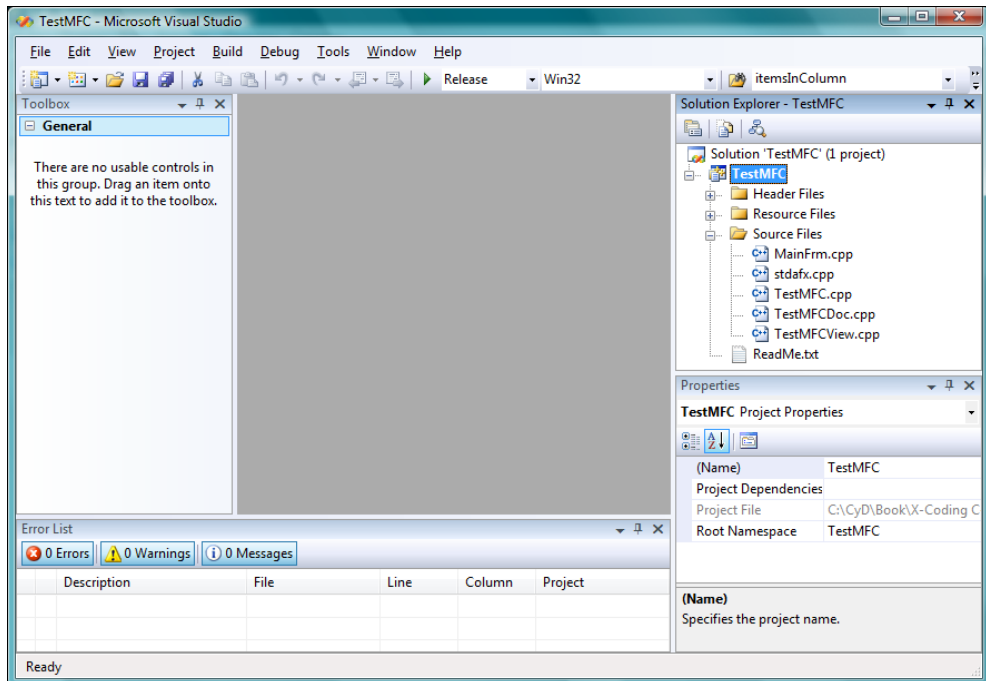 TestMFC - Microsoft Visual Studio
File Edit View Project Build Debug Tools Window Help
Release Win32 itemsInColumn
Toolbox
General
There are no usable controls in
this group. Drag an item onto
this text to add it to the toolbox.
Solution Explorer - TestMFC
Solution 'TestMFC' (1 project)
TestMFC
Header Files
Resource Files
Source Files
MainFrm.cpp
stdafx.cpp
TestMFC.cpp
TestMFCDoc.cpp
TestMFCView.cpp
ReadMe.txt
Properties
TestMFC Project Properties
(Name) TestMFC
Project Dependencies
Project File C:\CyD\Book\X-Coding C
Root Namespace TestMFC
(Name)
Specifies the project name.
Error List
0 Errors 0 Warnings 0 Messages
Description File Line Column Project
Ready